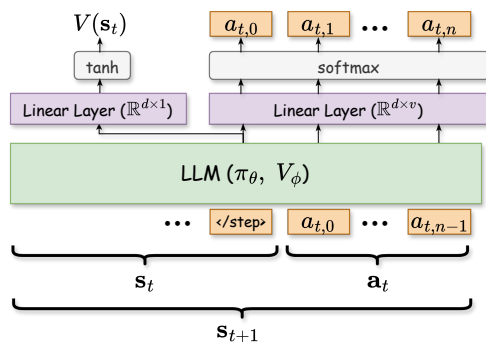 V(s_t) a_{t,0} a_{t,1} ••• a_{t,n}
tanh softmax
Linear Layer (ℝ^{d×1}) Linear Layer (ℝ^{d×v})
LLM (π_θ, V_ϕ)
••• </step> a_{t,0} ••• a_{t,n−1}
s_t a_t
s_{t+1}